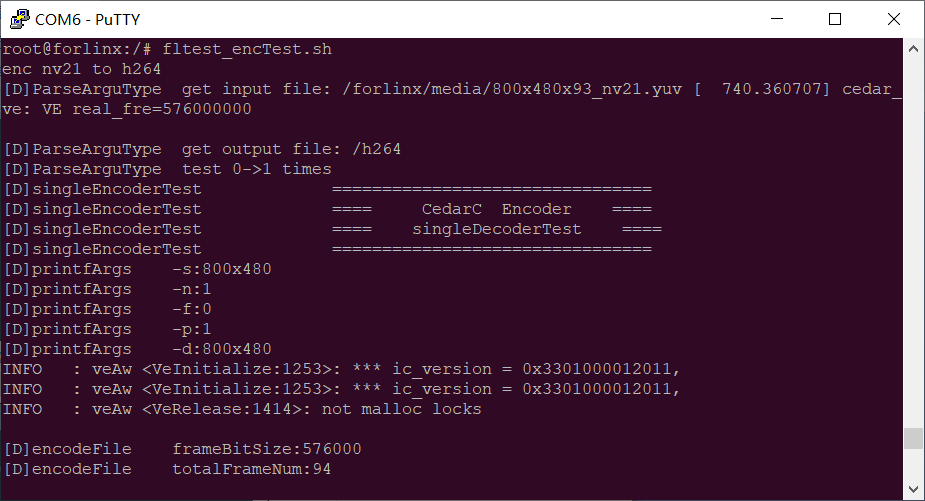 COM6 - PuTTY
root@forlinx:/# fltest_encTest.sh
enc nv21 to h264
[D]ParseArguType  get input file: /forlinx/media/800x480x93_nv21.yuv [  740.360707] cedar_
ve: VE real_fre=576000000
[D]ParseArguType  get output file: /h264
[D]ParseArguType  test 0->1 times
[D]singleEncoderTest             ================================
[D]singleEncoderTest             ====     CedarC  Encoder    ====
[D]singleEncoderTest             ====    singleDecoderTest    ====
[D]singleEncoderTest             ================================
[D]printfArgs    -s:800x480
[D]printfArgs    -n:1
[D]printfArgs    -f:0
[D]printfArgs    -p:1
[D]printfArgs    -d:800x480
INFO   : veAw <VeInitialize:1253>: *** ic_version = 0x3301000012011,
INFO   : veAw <VeInitialize:1253>: *** ic_version = 0x3301000012011,
INFO   : veAw <VeRelease:1414>: not malloc locks
[D]encodeFile    frameBitSize:576000
[D]encodeFile    totalFrameNum:94